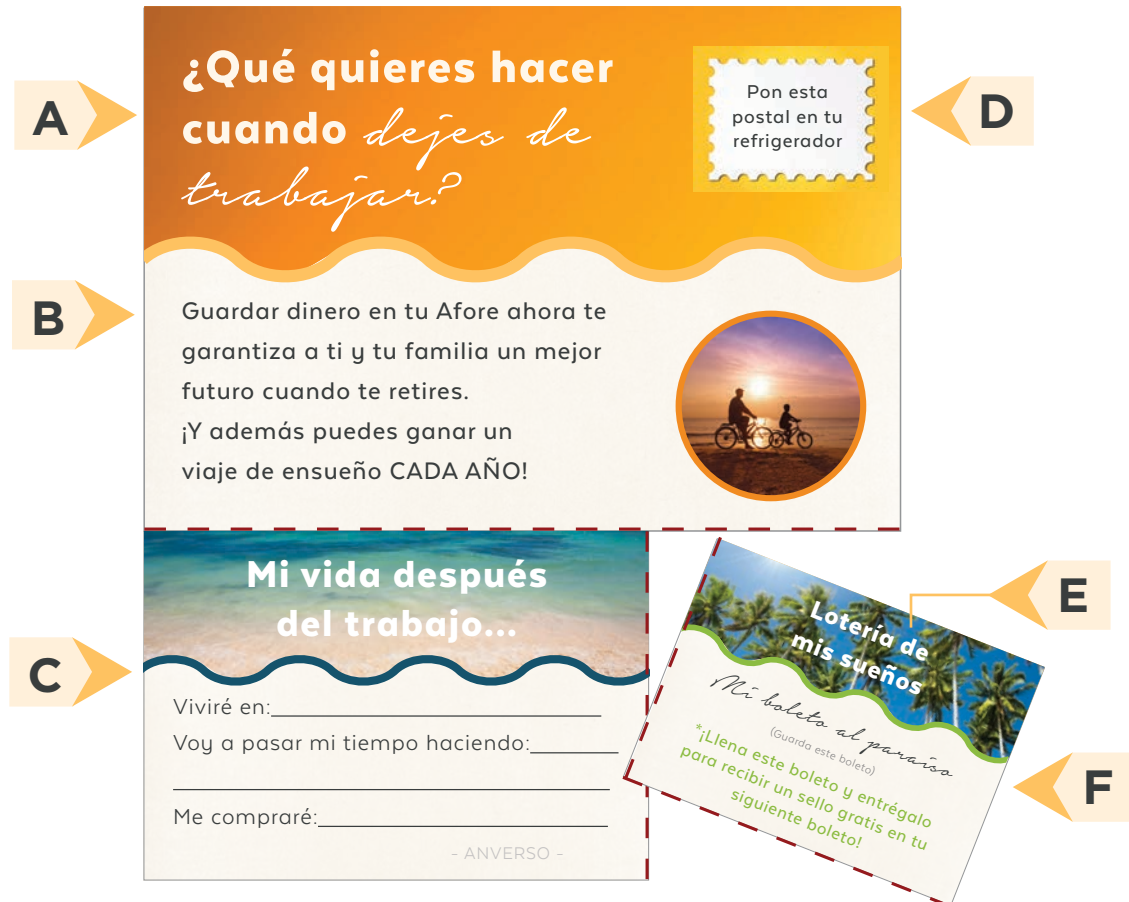 A
¿Qué quieres hacer
cuando dejes de
trabajar?
Pon esta
postal en tu
refrigerador
D
B
Guardar dinero en tu Afore ahora te
garantiza a ti y tu familia un mejor
futuro cuando te retires.
¡Y además puedes ganar un
viaje de ensueño CADA AÑO!
C
Mi vida después
del trabajo...
Viviré en:
Voy a pasar mi tiempo haciendo:
Me compraré:
- ANVERSO -
E
Lotería de
mis sueños
Mi boleto al paraíso
(Guarda este boleto)
*¡Llena este boleto y entrégalo
para recibir un sello gratis en tu
siguiente boleto!
F